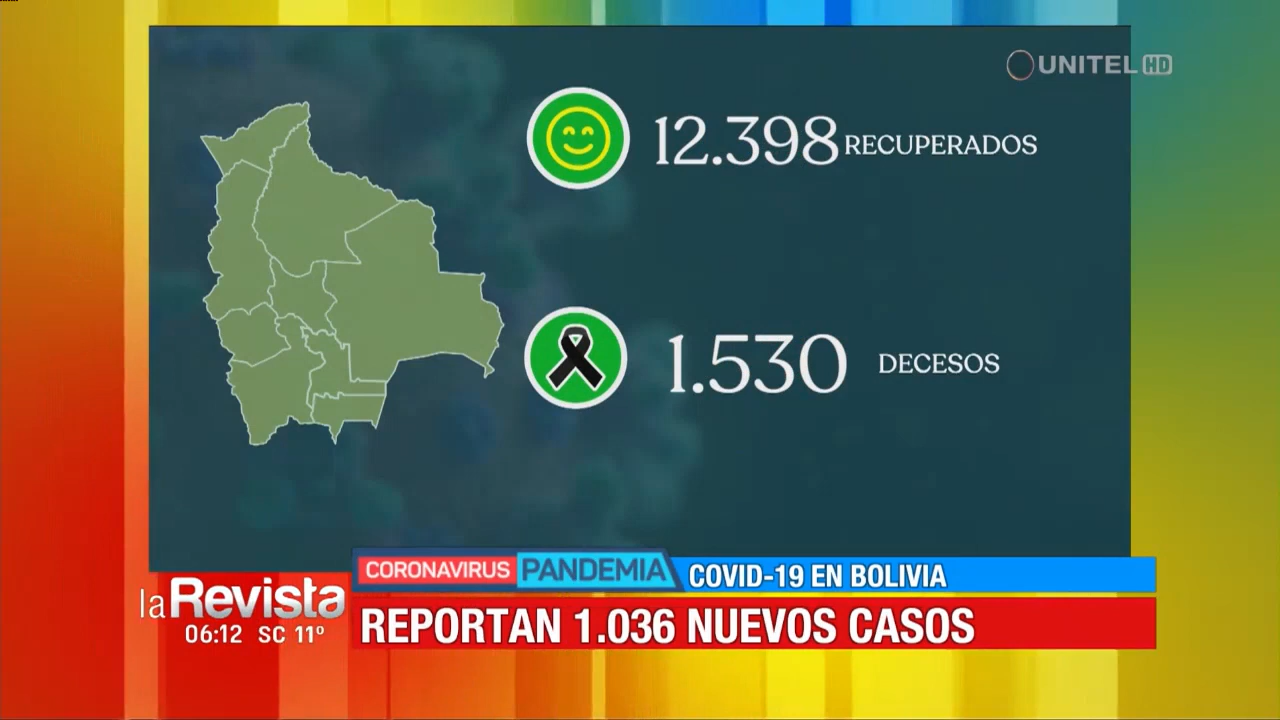 UNITEL HD
12.398 RECUPERADOS
1.530 DECESOS
CORONAVIRUS PANDEMIA COVID-19 EN BOLIVIA
REPORTAN 1.036 NUEVOS CASOS
la Revista
06:12 SC 11º